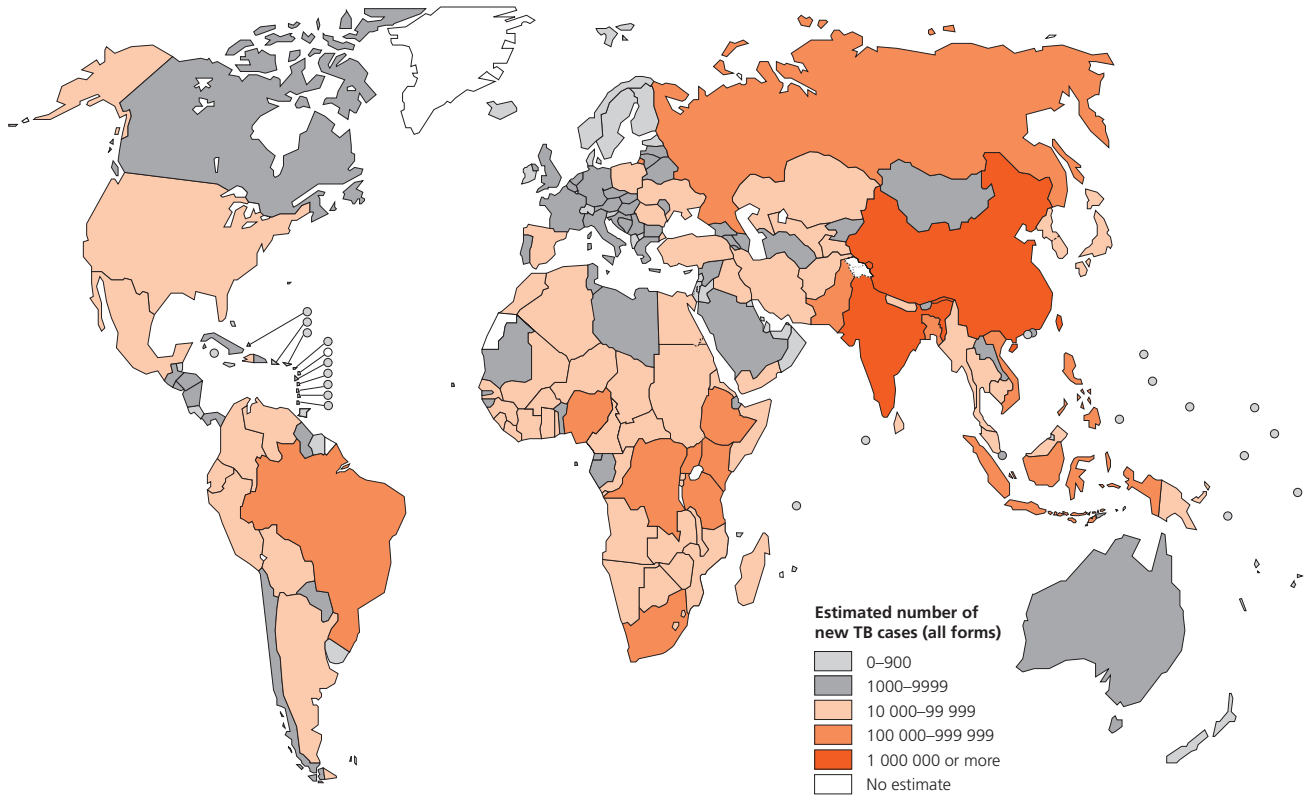 Estimated number of
new TB cases (all forms)
0–900
1000–9999
10 000–99 999
100 000–999 999
1 000 000 or more
No estimate